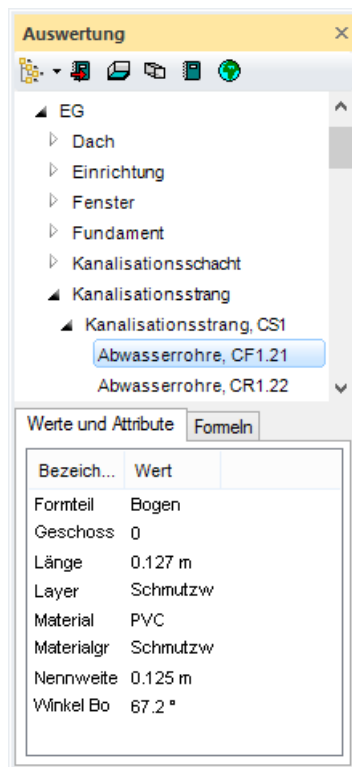 Auswertung
EG
Dach
Einrichtung
Fenster
Fundament
Kanalisationsschacht
Kanalisationsstrang
Kanalisationsstrang, CS1
Abwasserrohre, CF1.21
Abwasserrohre, CR1.22
Werte und Attribute Formeln
Bezeich... Wert
Formteil Bogen
Geschoss 0
Länge 0.127 m
Layer Schmutzw
Material PVC
Materialgr Schmutzw
Nennweite 0.125 m
Winkel Bo 67.2 °